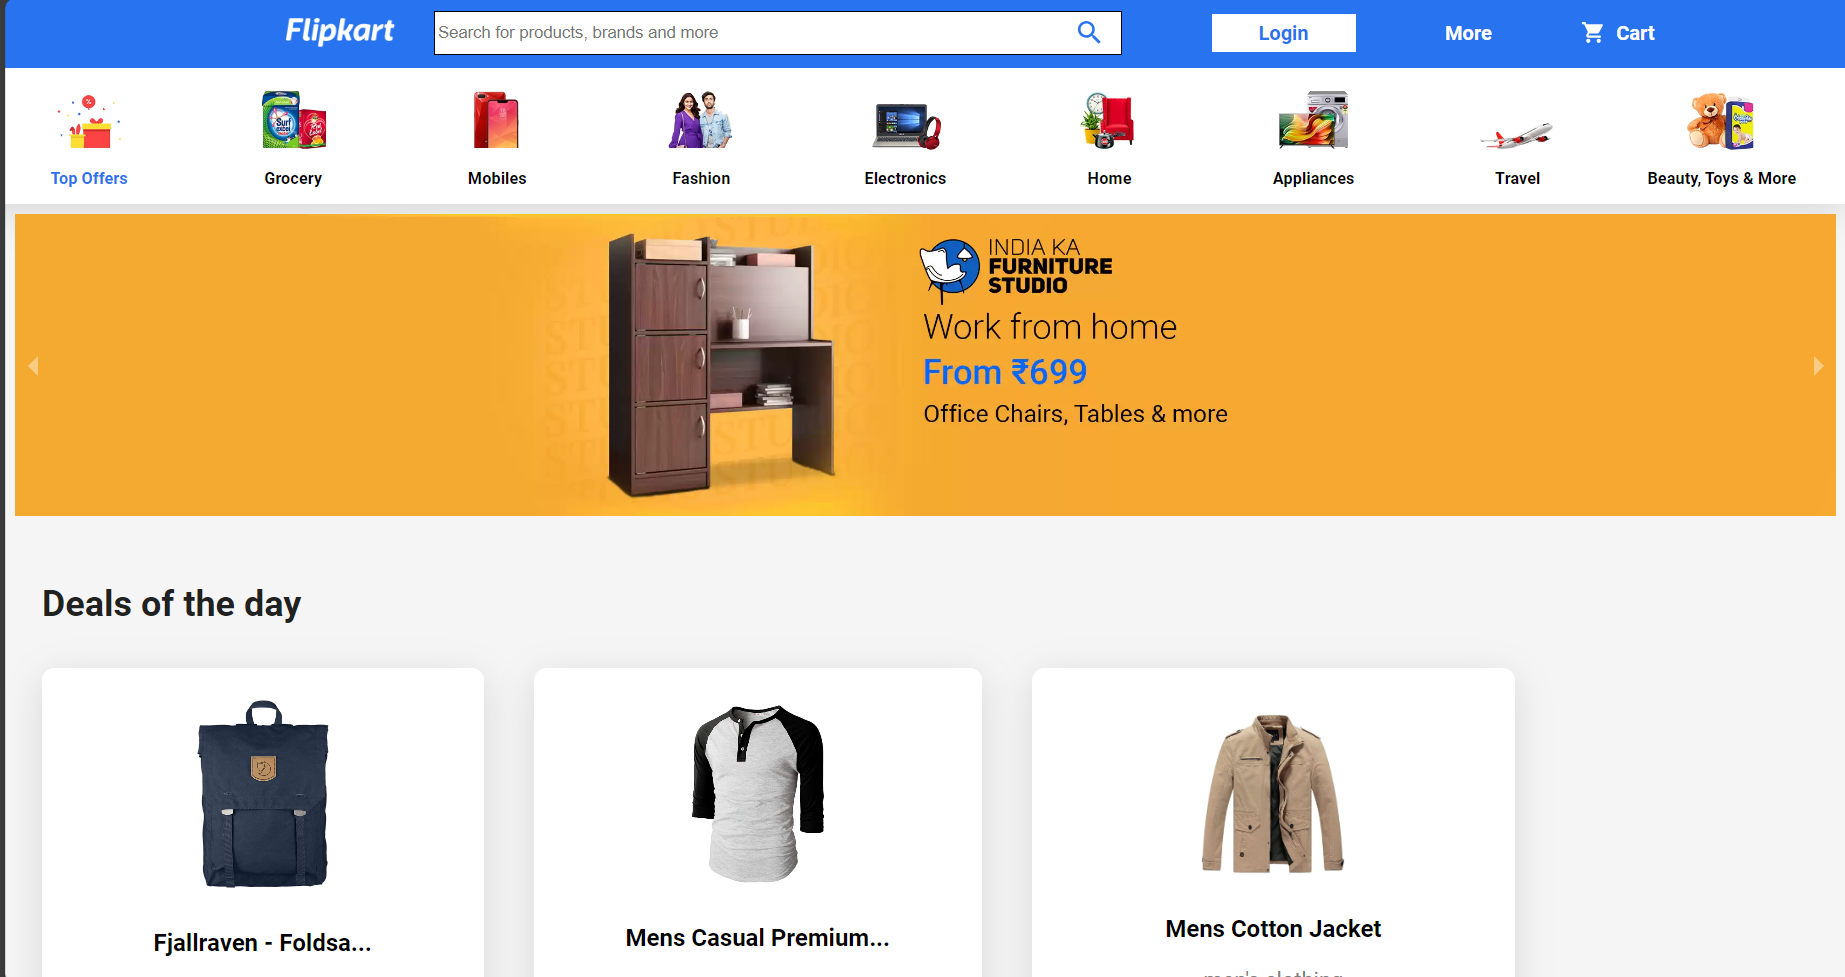 Flipkart
Search for products, brands and more
Login
More
Cart
Top Offers
Grocery
Mobiles
Fashion
Electronics
Home
Appliances
Travel
Beauty, Toys & More
INDIA KA
FURNITURE
STUDIO
Work from home
From ₹699
Office Chairs, Tables & more
Deals of the day
Fjallraven - Foldsa...
Mens Casual Premium...
Mens Cotton Jacket
men's clothing